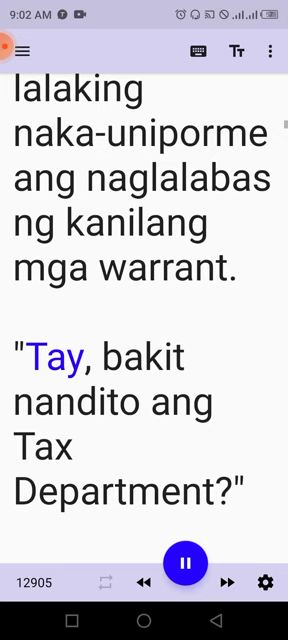 9:02 AM
lalaking
naka-uniporme
ang naglalabas
ng kanilang
mga warrant.
"Tay, bakit
nandito ang
Tax
Department?"
12905